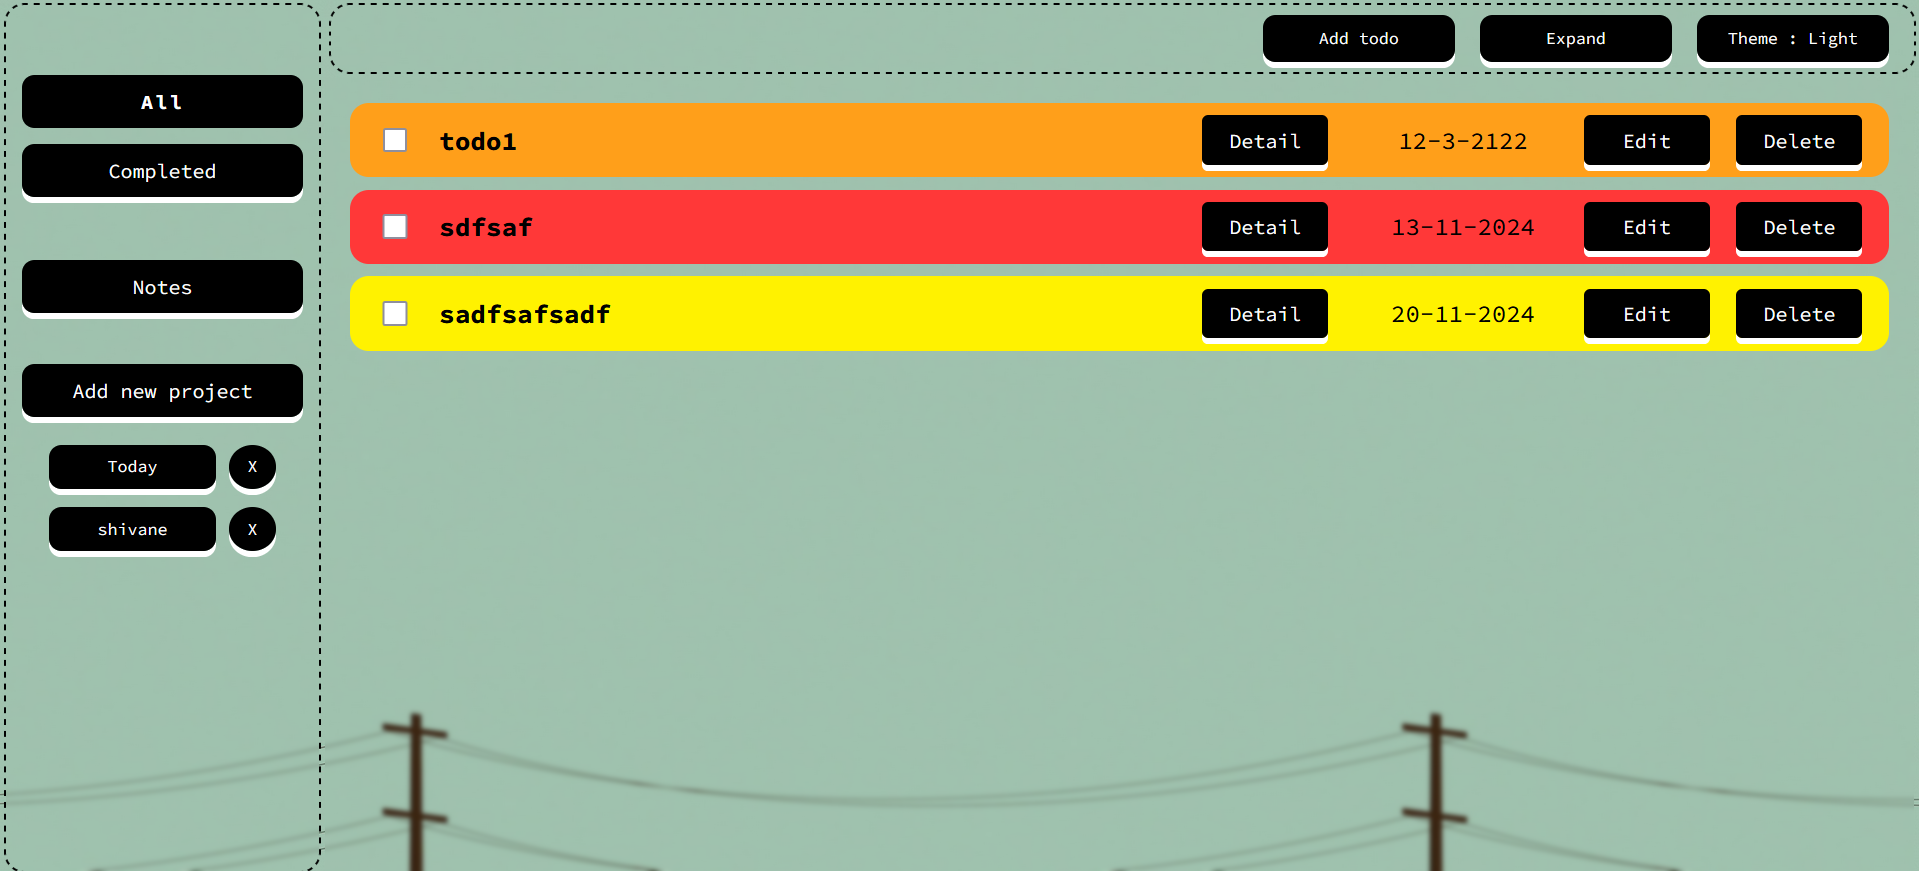 All
Completed
Notes
Add new project
Today X
shivane X
Add todo Expand Theme : Light
todo1 Detail 12-3-2122 Edit Delete
sdfsaf Detail 13-11-2024 Edit Delete
sadfsafsadf Detail 20-11-2024 Edit Delete